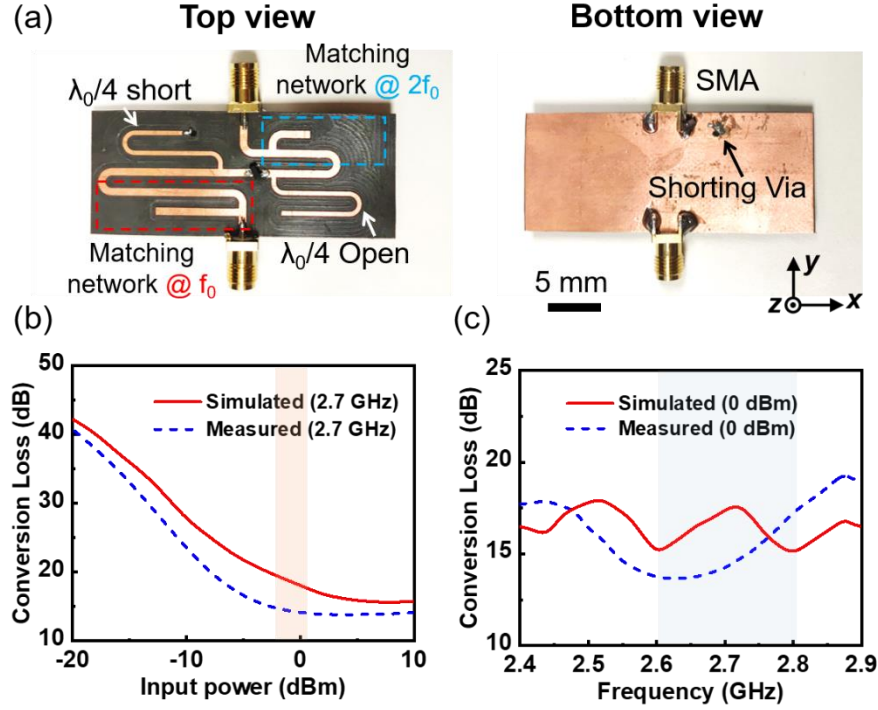 (a)
Top view
Bottom view
Matching
network @ 2f₀
λ₀/4 short
SMA
Shorting Via
Matching
network @ f₀
λ₀/4 Open
5 mm
y
z
x
(b)
(c)
50
40
30
20
10
Conversion Loss (dB)
Simulated (2.7 GHz)
Measured (2.7 GHz)
-20
-10
0
10
Input power (dBm)
25
20
15
10
Conversion Loss (dB)
Simulated (0 dBm)
Measured (0 dBm)
2.4
2.5
2.6
2.7
2.8
2.9
Frequency (GHz)